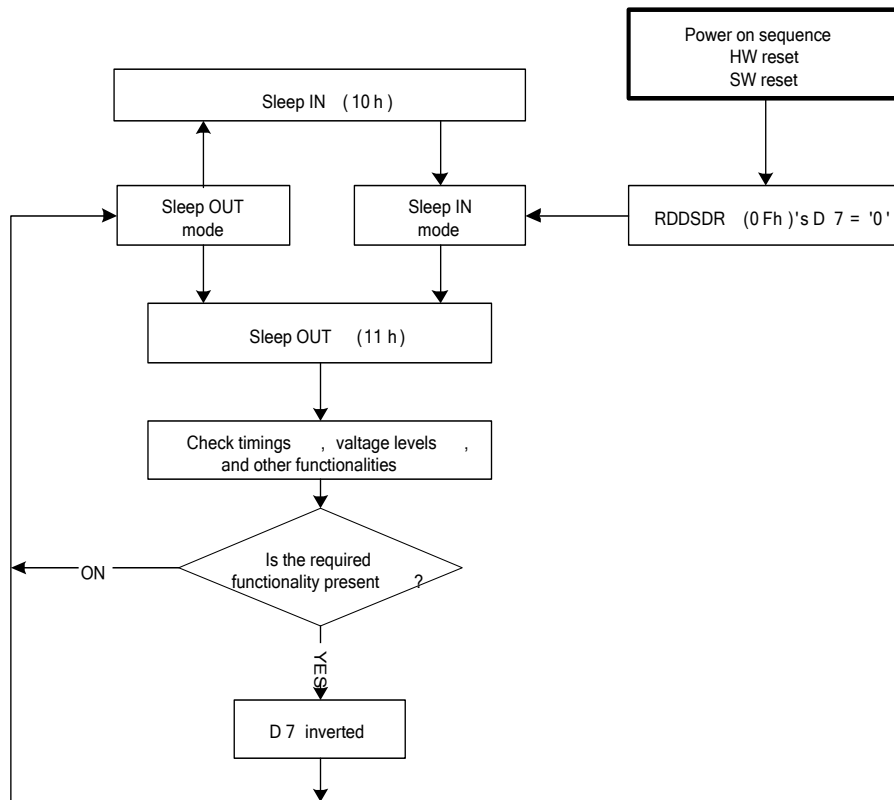 Power on sequence
HW reset
SW reset
Sleep IN (10 h)
Sleep OUT
mode
Sleep IN
mode
RDDSDR (0 Fh )'s D 7 = '0'
Sleep OUT (11 h)
Check timings , valtage levels ,
and other functionalities
Is the required
functionality present ?
ON
YES
D 7 inverted